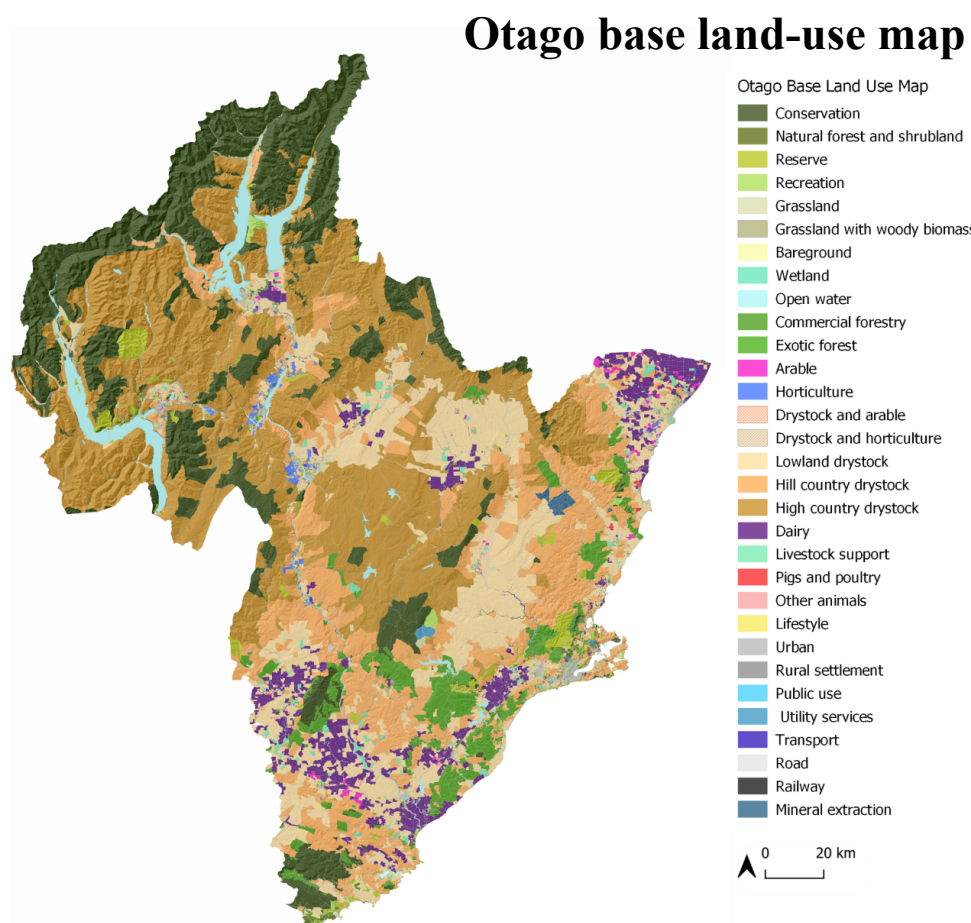 Otago base land-use map
Otago Base Land Use Map
Conservation
Natural forest and shrubland
Reserve
Recreation
Grassland
Grassland with woody biomass
Bareground
Wetland
Open water
Commercial forestry
Exotic forest
Arable
Horticulture
Drystock and arable
Drystock and horticulture
Lowland drystock
Hill country drystock
High country drystock
Dairy
Livestock support
Pigs and poultry
Other animals
Lifestyle
Urban
Rural settlement
Public use
Utility services
Transport
Road
Railway
Mineral extraction
0 20 km